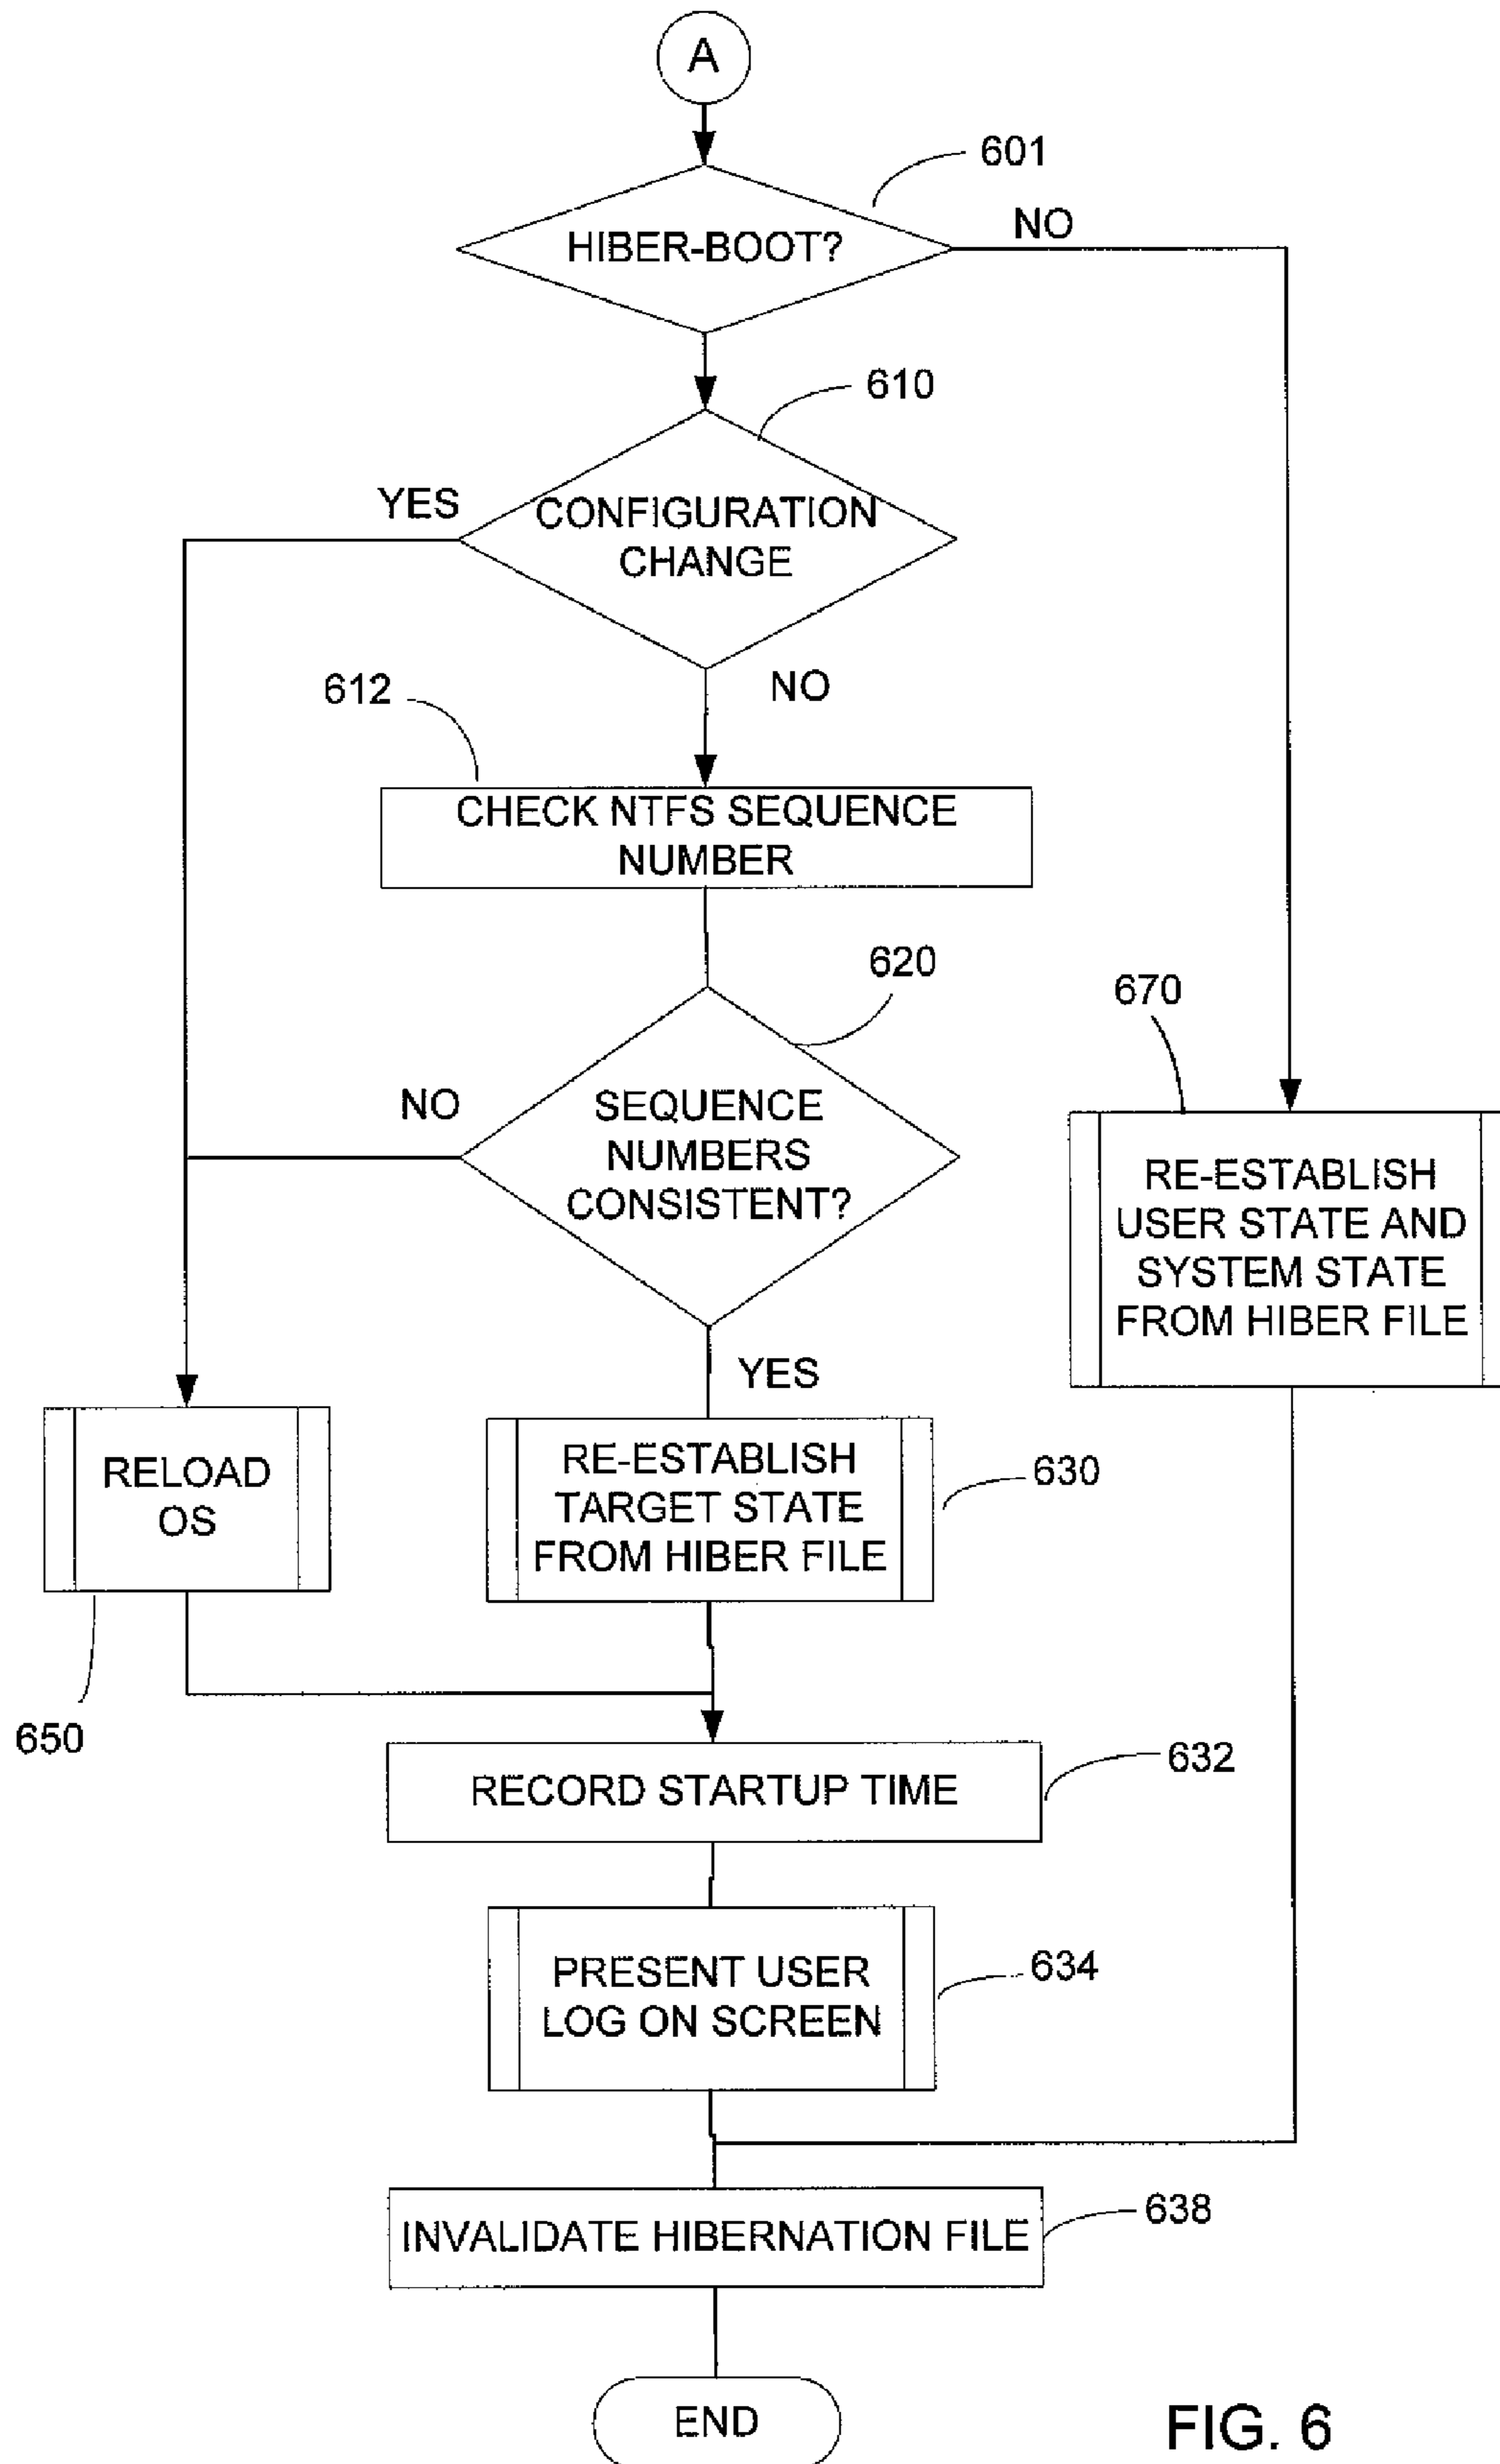 A
601
HIBER-BOOT?
NO
610
YES
CONFIGURATION
CHANGE
NO
612
CHECK NTFS SEQUENCE
NUMBER
620
670
NO
SEQUENCE
NUMBERS
CONSISTENT?
RE-ESTABLISH
USER STATE AND
SYSTEM STATE
FROM HIBER FILE
YES
RELOAD
OS
RE-ESTABLISH
TARGET STATE
FROM HIBER FILE
630
650
RECORD STARTUP TIME
632
PRESENT USER
LOG ON SCREEN
634
INVALIDATE HIBERNATION FILE
638
END
FIG. 6